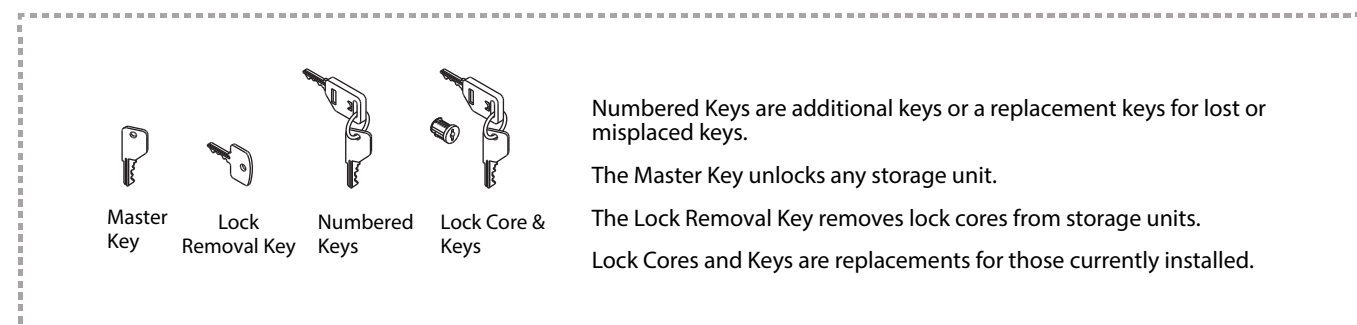 Master
Key
Lock
Removal Key
Numbered
Keys
Lock Core &
Keys
Numbered Keys are additional keys or a replacement keys for lost or
misplaced keys.
The Master Key unlocks any storage unit.
The Lock Removal Key removes lock cores from storage units.
Lock Cores and Keys are replacements for those currently installed.